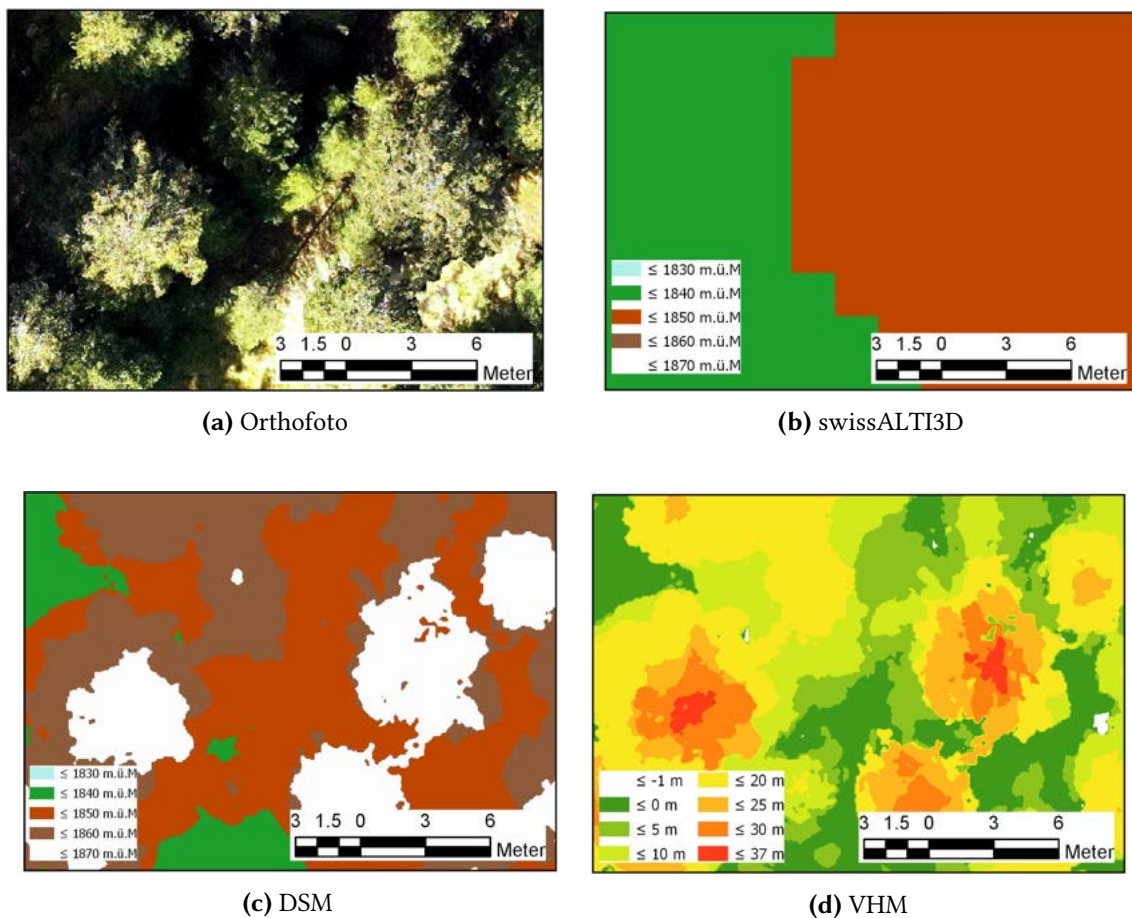 3 1.5 0 3 6
Meter
(a) Orthofoto
≤ 1830 m.ü.M
≤ 1840 m.ü.M
≤ 1850 m.ü.M
≤ 1860 m.ü.M
≤ 1870 m.ü.M
3 1.5 0 3 6
Meter
(b) swissALTI3D
≤ 1830 m.ü.M
≤ 1840 m.ü.M
≤ 1850 m.ü.M
≤ 1860 m.ü.M
≤ 1870 m.ü.M
3 1.5 0 3 6
Meter
(c) DSM
≤ -1 m ≤ 20 m
≤ 0 m ≤ 25 m
≤ 5 m ≤ 30 m
≤ 10 m ≤ 37 m
3 1.5 0 3 6
Meter
(d) VHM